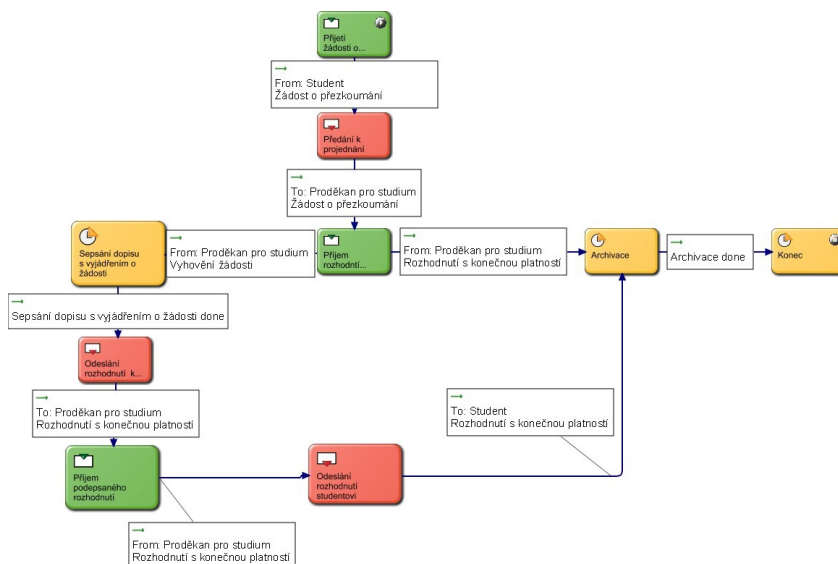 Přijetí
žádosti o...
From: Student
Žádost o přezkoumání
Předání k
projednání
To: Proděkan pro studium
Žádost o přezkoumání
Sepsání dopisu
s vyjádřením o
žádosti
From: Proděkan pro studium
Vyhovění žádosti
Příjem
rozhodntí...
From: Proděkan pro studium
Rozhodnutí s konečnou platností
Archivace
Archivace done
Konec
Sepsání dopisu s vyjádřením o žádosti done
Odeslání
rozhodnutí k...
To: Proděkan pro studium
Rozhodnutí s konečnou platností
To: Student
Rozhodnutí s konečnou platností
Příjem
podepsaného
rozhodnutí
Odeslání
rozhodnutí
studentovi
From: Proděkan pro studium
Rozhodnutí s konečnou platností